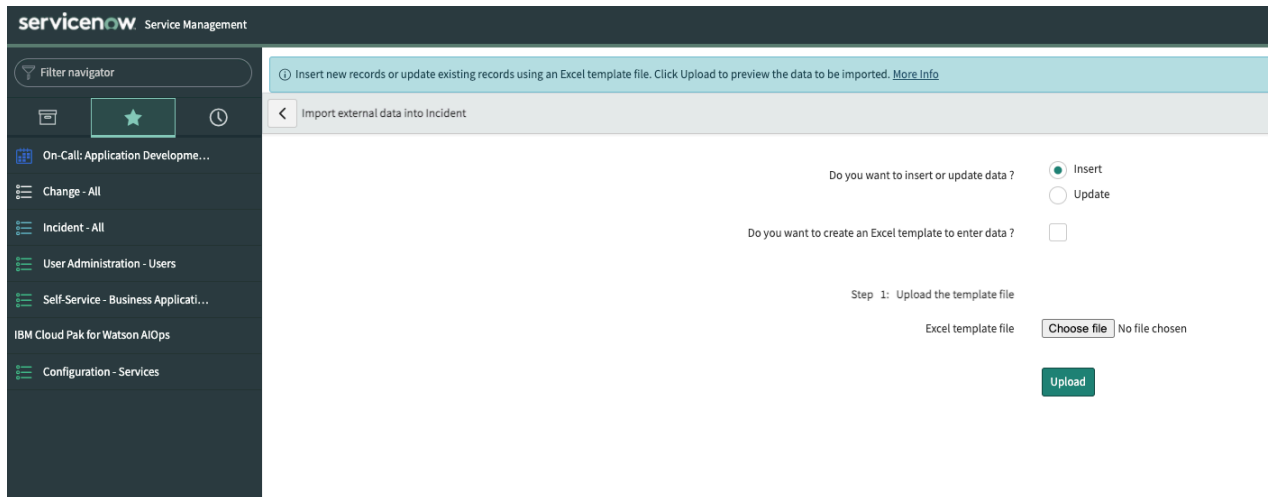 servicenow. Service Management
Filter navigator
Insert new records or update existing records using an Excel template file. Click Upload to preview the data to be imported. More Info
Import external data into Incident
On-Call: Application Developme...
Change - All
Incident - All
User Administration - Users
Self-Service - Business Applicati...
IBM Cloud Pak for Watson AIOps
Configuration - Services
Do you want to insert or update data ?
Insert
Update
Do you want to create an Excel template to enter data ?
Step 1: Upload the template file
Excel template file
Choose file No file chosen
Upload